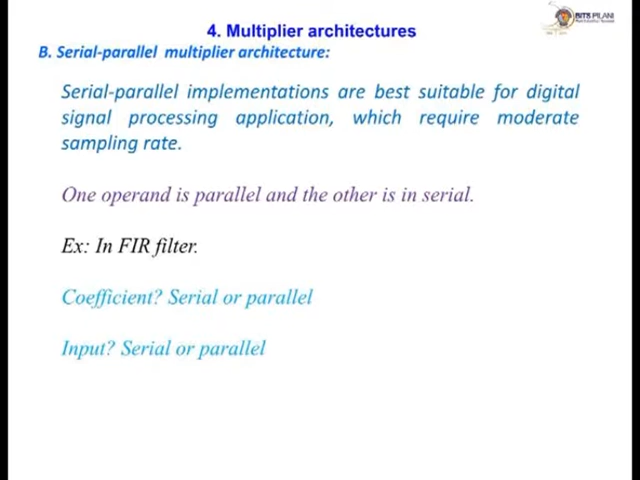 4. Multiplier architectures
BITS PILANI
B. Serial-parallel multiplier architecture:
Serial-parallel implementations are best suitable for digital
signal processing application, which require moderate
sampling rate.
One operand is parallel and the other is in serial.
Ex: In FIR filter.
Coefficient? Serial or parallel
Input? Serial or parallel